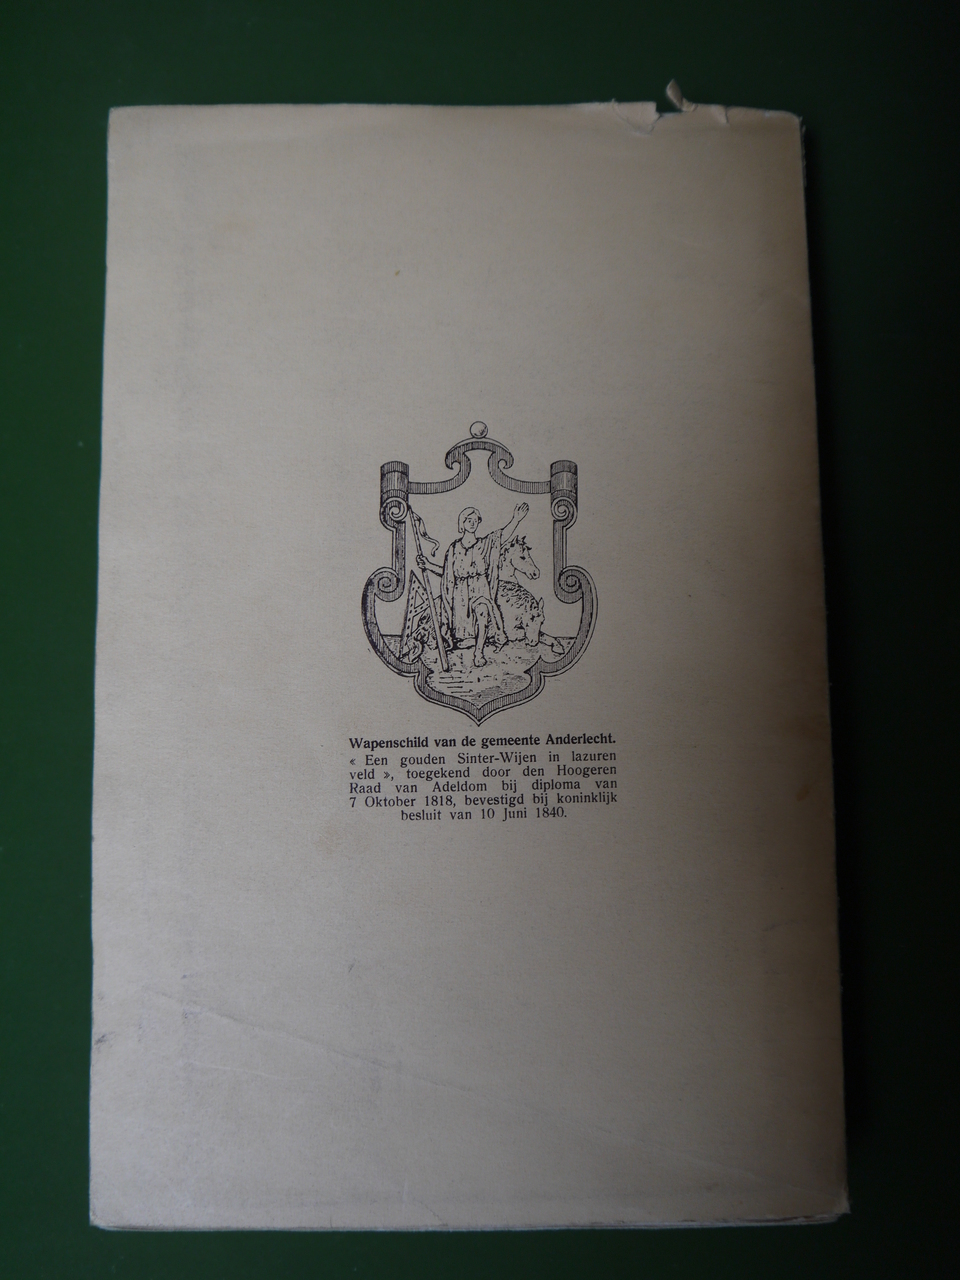 Wapenschild van de gemeente Anderlecht.
« Een gouden Sinter-Wijen in lazuren
veld », toegekend door den Hoogeren
Raad van Adeldom bij diploma van
7 Oktober 1818, bevestigd bij koninklijk
besluit van 10 Juni 1840.